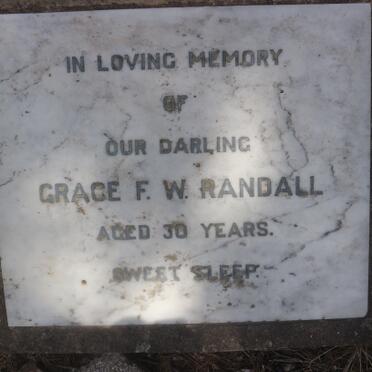 IN LOVING MEMORY
OF
OUR DARLING
GRACE F. W. RANDALL
AGED 30 YEARS.
SWEET SLEEP